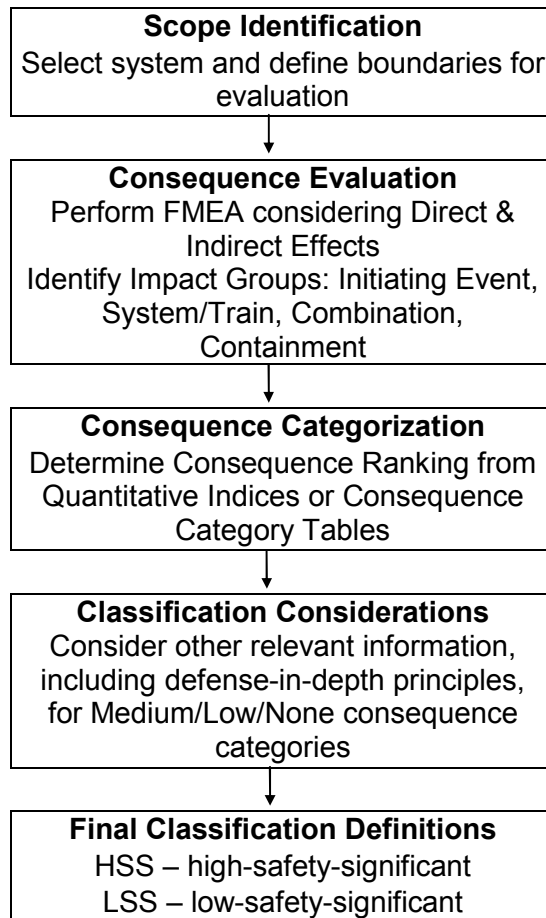 Scope Identification
Select system and define boundaries for
evaluation
Consequence Evaluation
Perform FMEA considering Direct &
Indirect Effects
Identify Impact Groups: Initiating Event,
System/Train, Combination,
Containment
Consequence Categorization
Determine Consequence Ranking from
Quantitative Indices or Consequence
Category Tables
Classification Considerations
Consider other relevant information,
including defense-in-depth principles,
for Medium/Low/None consequence
categories
Final Classification Definitions
HSS – high-safety-significant
LSS – low-safety-significant